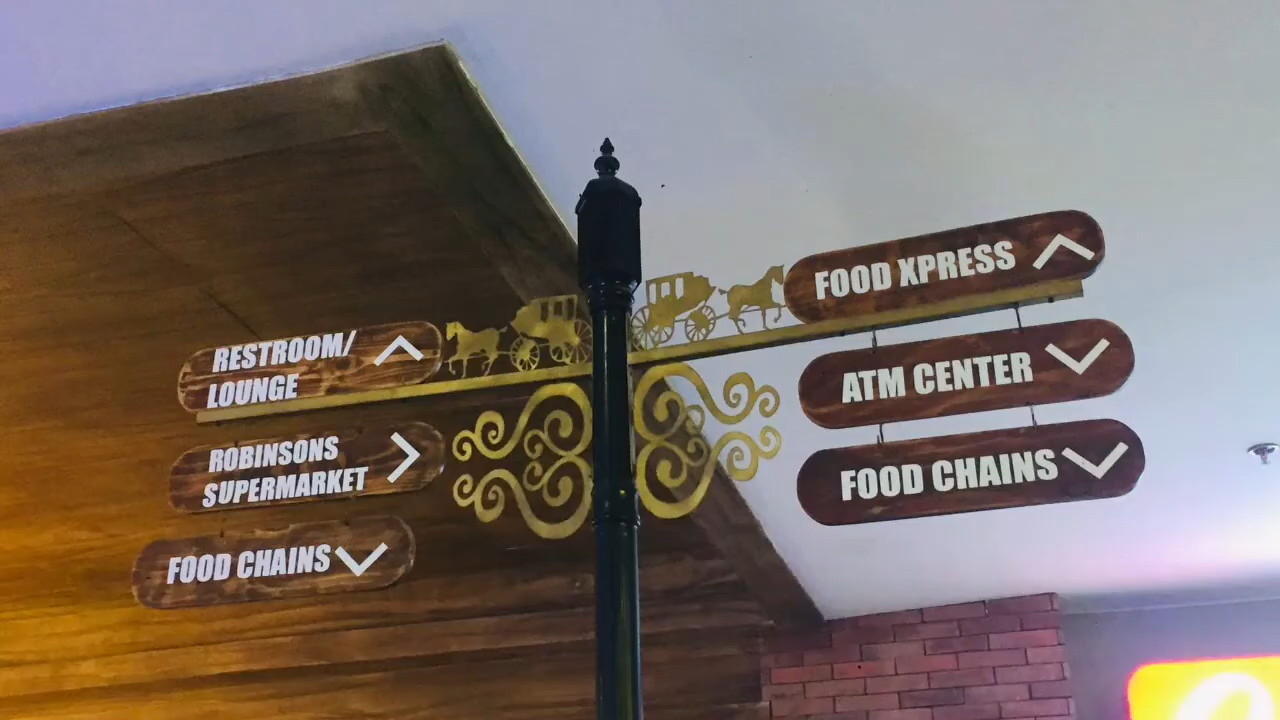 RESTROOM/
LOUNGE
ROBINSONS
SUPERMARKET
FOOD CHAINS
FOOD XPRESS
ATM CENTER
FOOD CHAINS